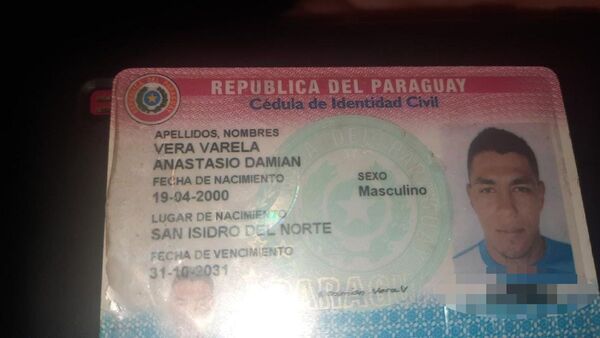 REPUBLICA DEL PARAGUAY
Cédula de Identidad Civil
APELLIDOS, NOMBRES
VERA VARELA
ANASTASIO DAMIAN
FECHA DE NACIMIENTO
SEXO
19-04-2000
Masculino
LUGAR DE NACIMIENTO
SAN ISIDRO DEL NORTE
FECHA DE VENCIMIENTO
31-10-2031